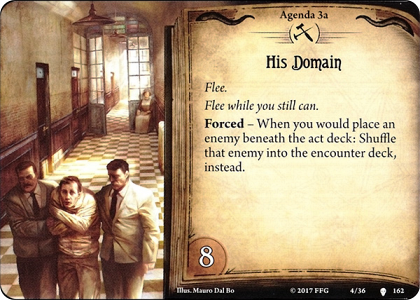 Agenda 3a
His Domain
Flee.
Flee while you still can.
Forced – When you would place an
enemy beneath the act deck: Shuffle
that enemy into the encounter deck,
instead.
8
Illus. Mauro Dal Bo
© 2017 FFG
4/36
162